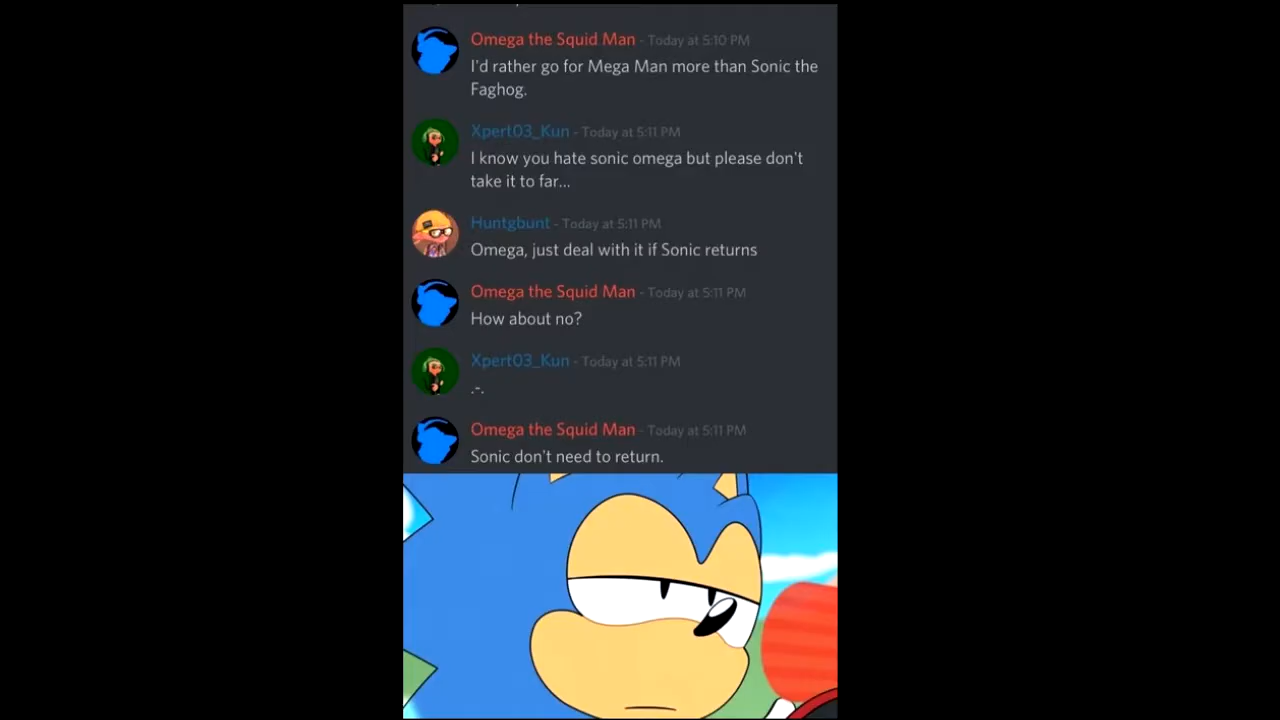 Omega the Squid Man - Today at 5:10 PM
I'd rather go for Mega Man more than Sonic the
Faghog.
Xpert03_Kun - Today at 5:11 PM
I know you hate sonic omega but please don't
take it to far...
Huntgbunt - Today at 5:11 PM
Omega, just deal with it if Sonic returns
Omega the Squid Man - Today at 5:11 PM
How about no?
Xpert03_Kun - Today at 5:11 PM
.-.
Omega the Squid Man - Today at 5:11 PM
Sonic don't need to return.